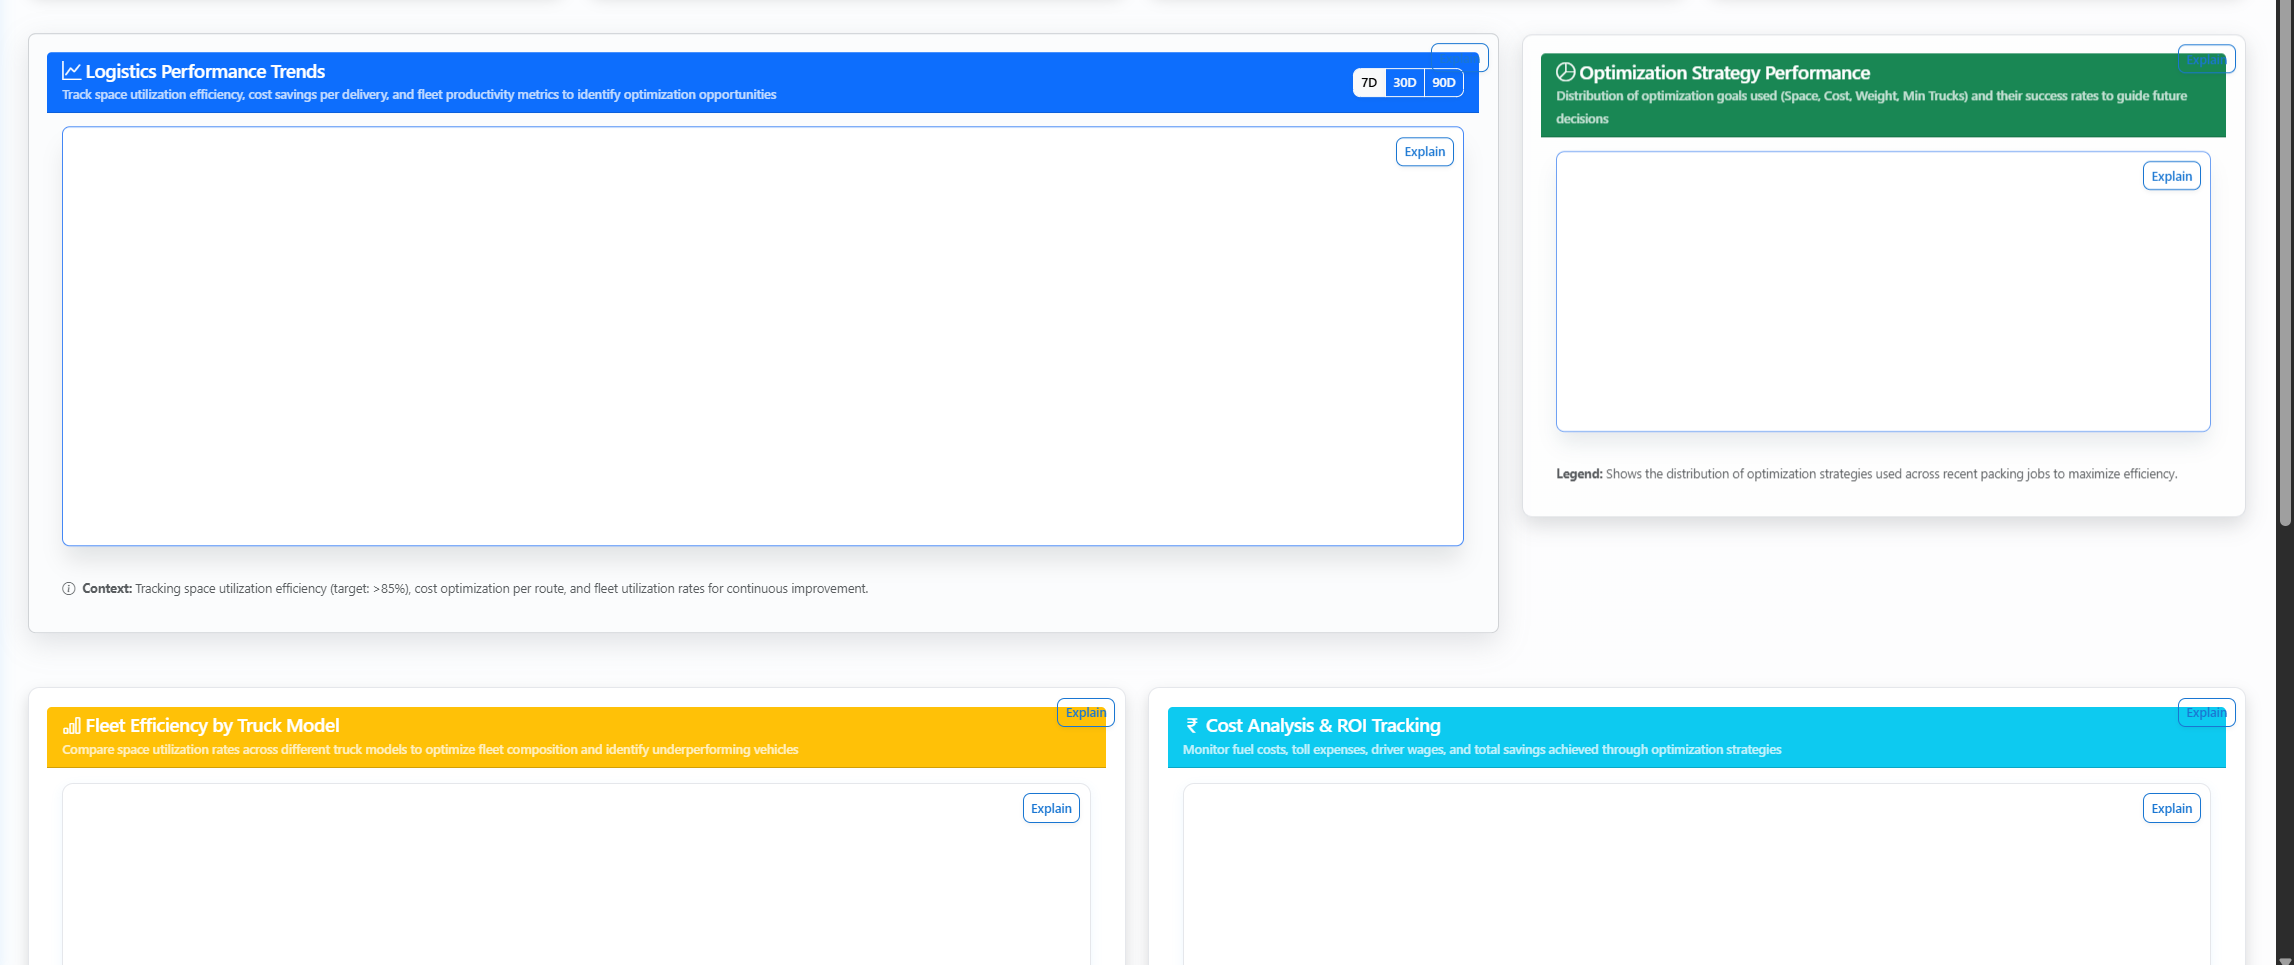 Logistics Performance Trends
Track space utilization efficiency, cost savings per delivery, and fleet productivity metrics to identify optimization opportunities
7D 30D 90D
Explain
Explain
Optimization Strategy Performance
Distribution of optimization goals used (Space, Cost, Weight, Min Trucks) and their success rates to guide future
decisions
Explain
Legend: Shows the distribution of optimization strategies used across recent packing jobs to maximize efficiency.
Context: Tracking space utilization efficiency (target: >85%), cost optimization per route, and fleet utilization rates for continuous improvement.
Explain
Fleet Efficiency by Truck Model
Compare space utilization rates across different truck models to optimize fleet composition and identify underperforming vehicles
Explain
Explain
₹ Cost Analysis & ROI Tracking
Monitor fuel costs, toll expenses, driver wages, and total savings achieved through optimization strategies
Explain